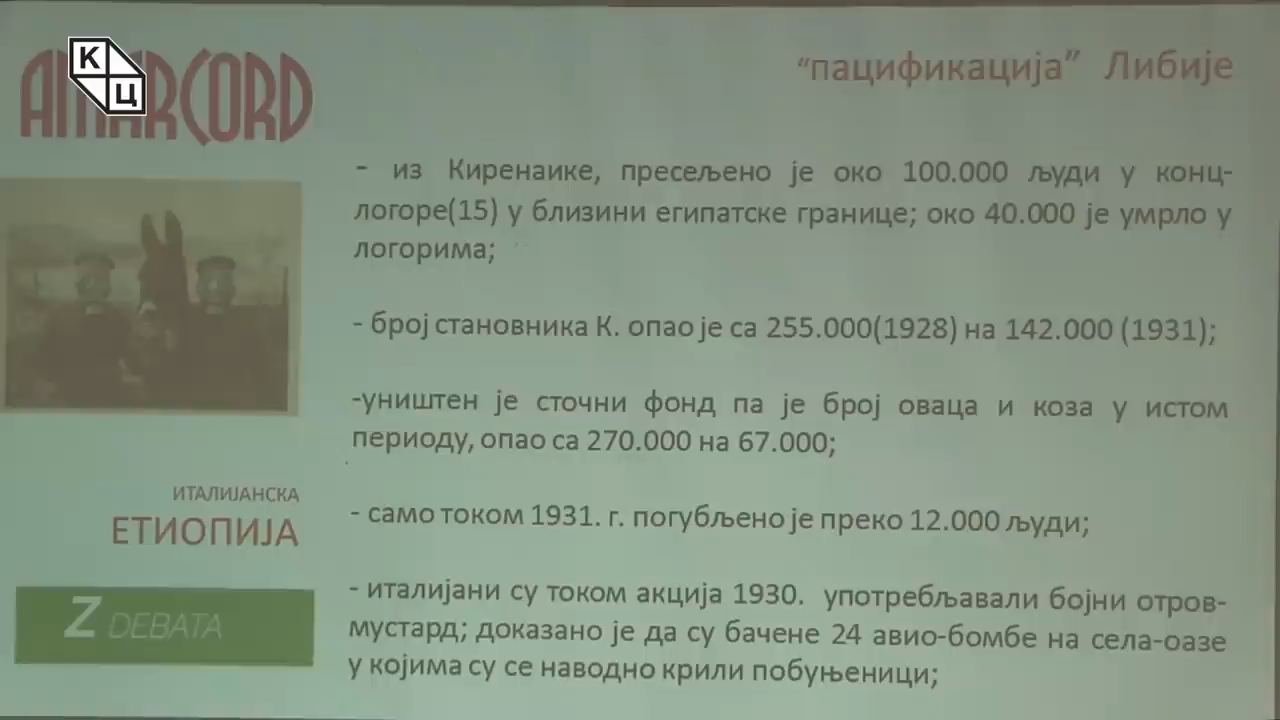 К
Ц
AMARCORD
"пацификација" Либије
- из Киренаике, пресељено је око 100.000 људи у конц-
логоре(15) у близини египатске границе; око 40.000 је умрло у
логорима;
- број становника К. опао је са 255.000(1928) на 142.000 (1931);
-уништен је сточни фонд па је број оваца и коза у истом
периоду, опао са 270.000 на 67.000;
- само током 1931. г. погубљено је преко 12.000 људи;
- италијани су током акција 1930. употребљавали бојни отров-
мустард; доказано је да су бачене 24 авио-бомбе на села-оазе
у којима су се наводно крили побуњеници;
ИТАЛИЈАНСКА
ЕТИОПИЈА
Z DEBATA